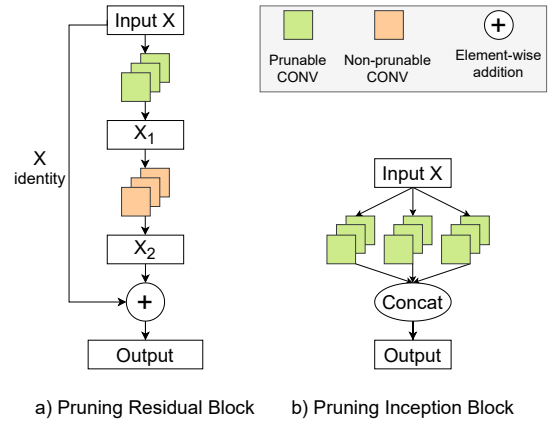 Input X
X₁
X
identity
X₂
+
Output
a) Pruning Residual Block
Prunable
CONV
Non-prunable
CONV
+
Element-wise
addition
Input X
Concat
Output
b) Pruning Inception Block